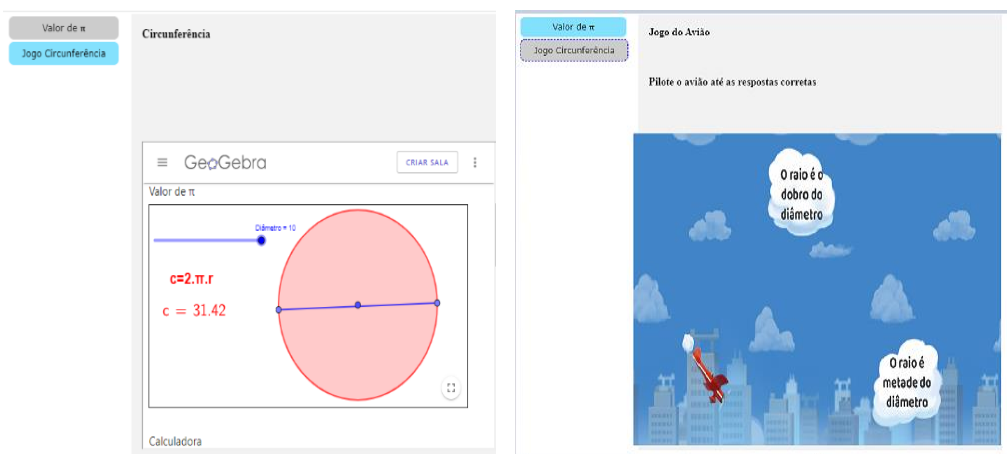 Valor de π
Jogo Circunferência
Circunferência
GeoGebra
CRIAR SALA
Valor de π
Diâmetro = 10
c=2.π.r
c = 31.42
Calculadora
Valor de π
Jogo Circunferência
Jogo do Avião
Pilote o avião até as respostas corretas
O raio é o
dobro do
diâmetro
O raio é
metade do
diâmetro